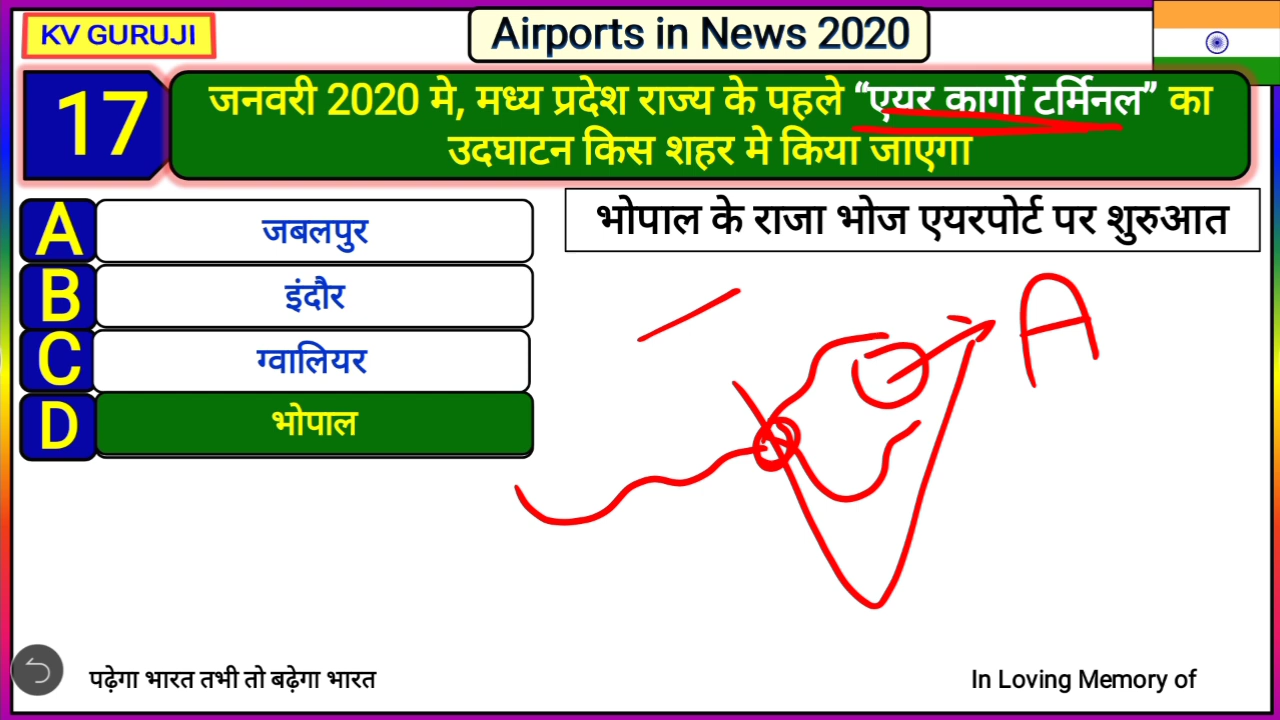 KV GURUJI
Airports in News 2020
17
जनवरी 2020 मे, मध्य प्रदेश राज्य के पहले “एयर कार्गो टर्मिनल” का
उदघाटन किस शहर मे किया जाएगा
A जबलपुर
B इंदौर
C ग्वालियर
D भोपाल
भोपाल के राजा भोज एयरपोर्ट पर शुरुआत
A
पढ़ेगा भारत तभी तो बढ़ेगा भारत
In Loving Memory of